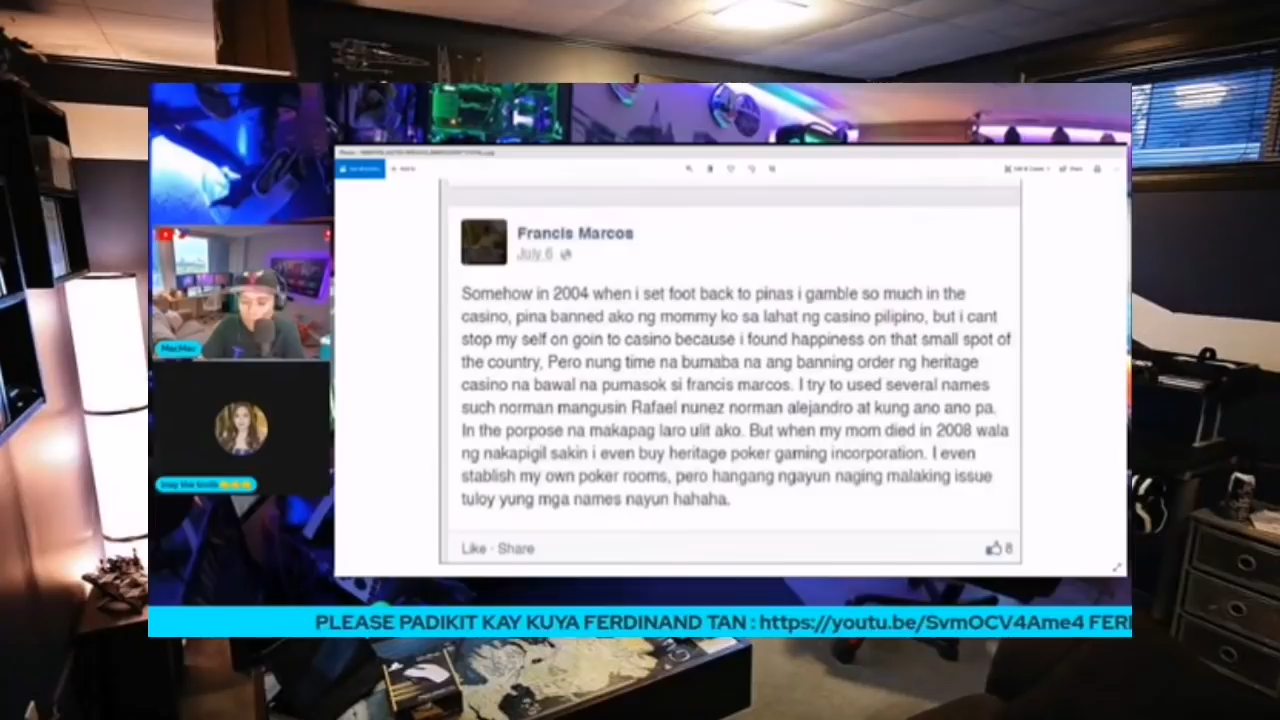 Francis Marcos
July 6
Somehow in 2004 when i set foot back to pinas i gamble so much in the
casino, pina banned ako ng mommy ko sa lahat ng casino pilipino, but i cant
stop my self on goin to casino because i found happiness on that small spot of
the country, Pero nung time na bumaba na ang banning order ng heritage
casino na bawal na pumasok si francis marcos. I try to used several names
such norman mangusin Rafael nunez norman alejandro at kung ano ano pa.
In the porpose na makapag laro ulit ako. But when my mom died in 2008 wala
ng nakapigil sakin i even buy heritage poker gaming incorporation. I even
stablish my own poker rooms, pero hangang ngayun naging malaking issue
tuloy yung mga names nayun hahaha.
Like · Share
8
MacMac
PLEASE PADIKIT KAY KUYA FERDINAND TAN : https://youtu.be/SvmOCV4Ame4 FERI